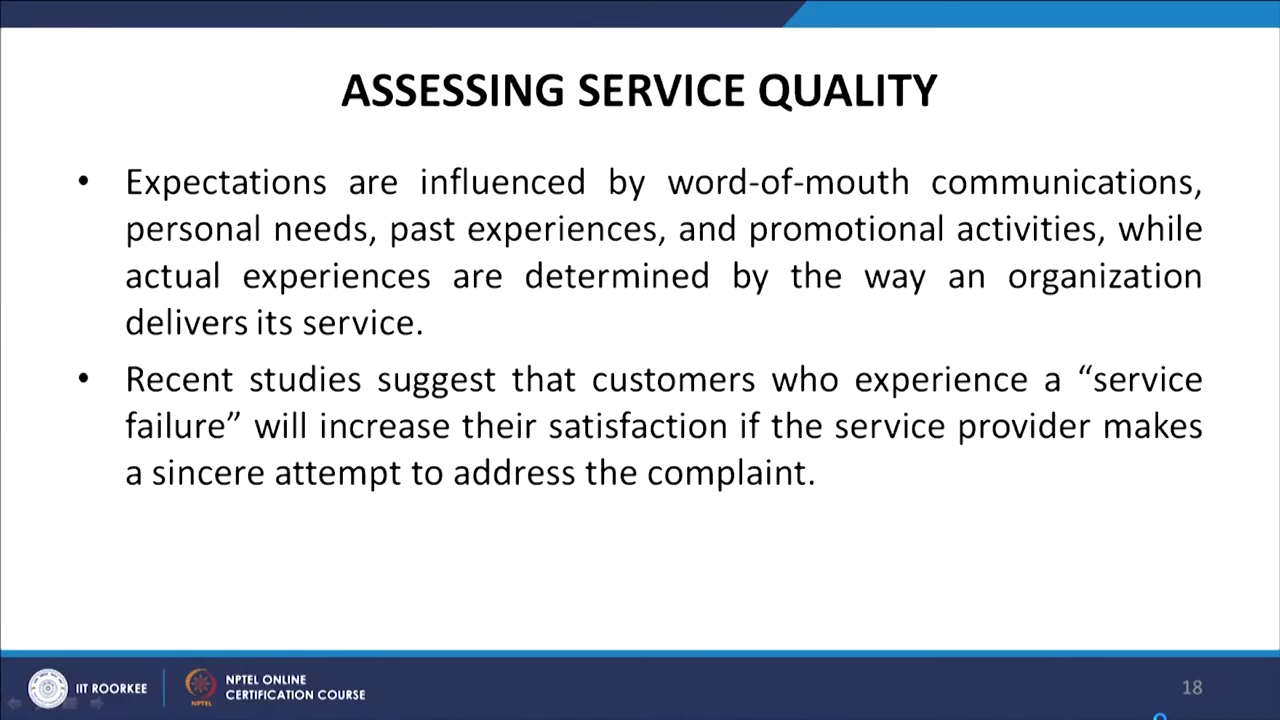 ASSESSING SERVICE QUALITY
• Expectations are influenced by word-of-mouth communications,
personal needs, past experiences, and promotional activities, while
actual experiences are determined by the way an organization
delivers its service.
• Recent studies suggest that customers who experience a “service
failure” will increase their satisfaction if the service provider makes
a sincere attempt to address the complaint.
IIT ROORKEE
NPTEL
NPTEL ONLINE
CERTIFICATION COURSE
18